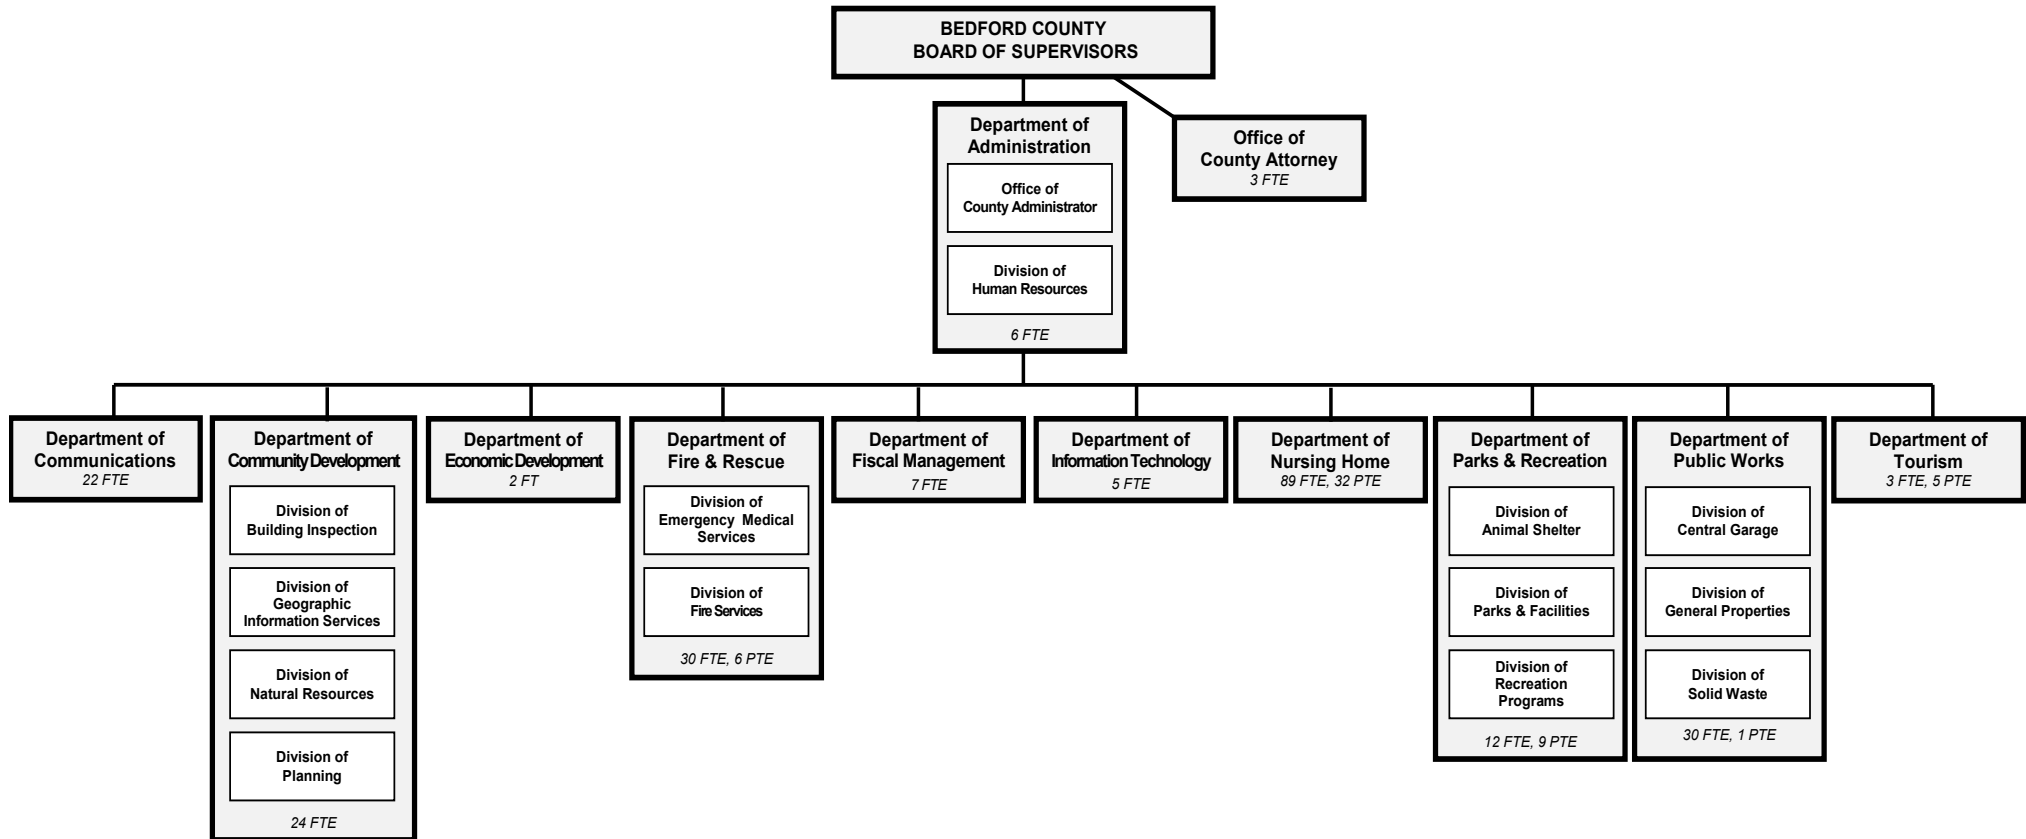 BEDFORD COUNTY
BOARD OF SUPERVISORS
Department of
Administration
Office of
County Administrator
Division of
Human Resources
6 FTE
Office of
County Attorney
3 FTE
Department of
Communications
22 FTE
Department of
Community Development
Division of
Building Inspection
Division of
Geographic
Information Services
Division of
Natural Resources
Division of
Planning
24 FTE
Department of
Economic Development
2 FT
Department of
Fire & Rescue
Division of
Emergency Medical
Services
Division of
Fire Services
30 FTE, 6 PTE
Department of
Fiscal Management
7 FTE
Department of
Information Technology
5 FTE
Department of
Nursing Home
89 FTE, 32 PTE
Department of
Parks & Recreation
Division of
Animal Shelter
Division of
Parks & Facilities
Division of
Recreation
Programs
12 FTE, 9 PTE
Department of
Public Works
Division of
Central Garage
Division of
General Properties
Division of
Solid Waste
30 FTE, 1 PTE
Department of
Tourism
3 FTE, 5 PTE